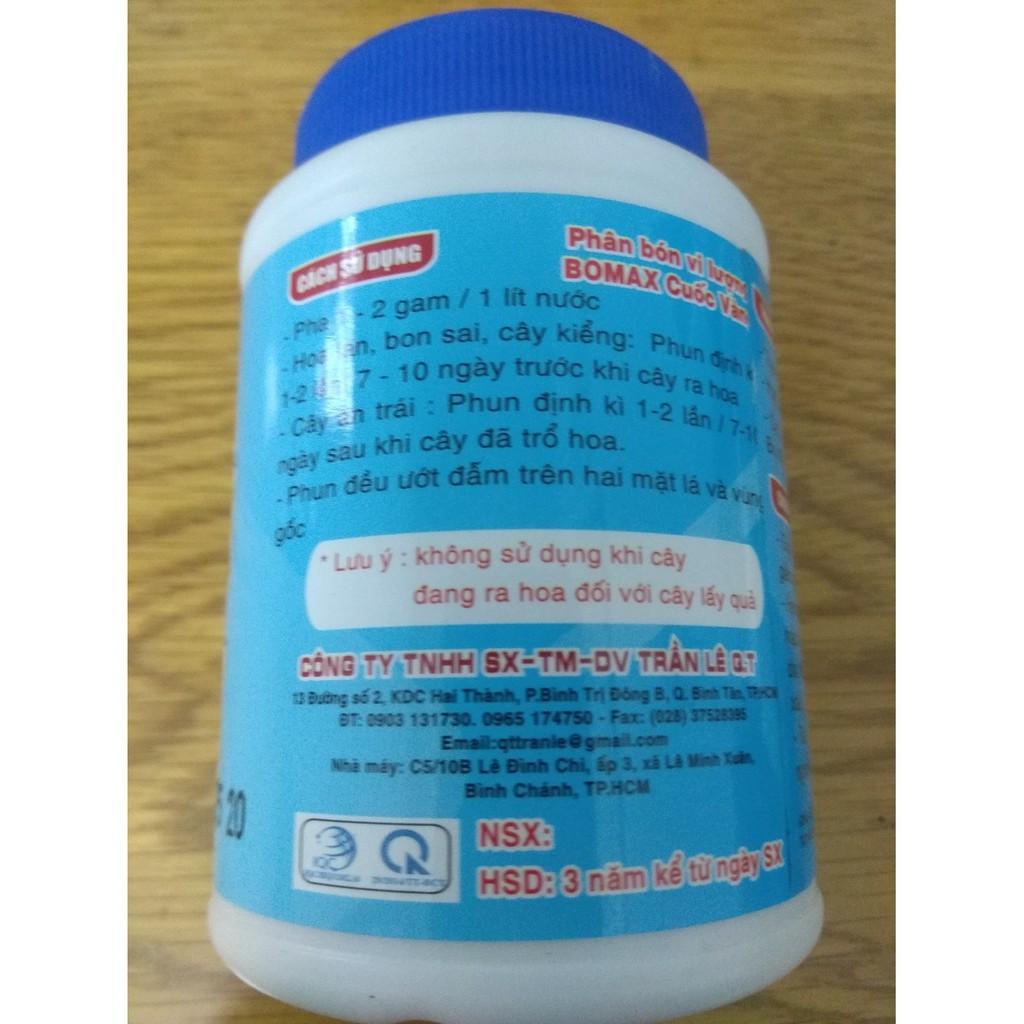 CÁCH SỬ DỤNG
Phân bón vi lượng
BOMAX Cuốc Vàng
- Pha - 2 gam / 1 lít nước
- Hoa lan, bon sai, cây kiểng: Phun định k
1-2 lần/ 7 - 10 ngày trước khi cây ra hoa
- Cây ăn trái : Phun định kì 1-2 lần / 7-10
ngày sau khi cây đã trổ hoa.
- Phun đều ướt đẫm trên hai mặt lá và vùng
gốc
* Lưu ý : không sử dụng khi cây
đang ra hoa đối với cây lấy quả
CÔNG TY TNHH SX-TM-DV TRẦN LÊ Q.T
13 Đường số 2, KDC Hai Thành, P.Bình Trị Đông B, Q. Bình Tân, TP.HCM
ĐT: 0903 131730. 0965 174750 - Fax: (028) 37528395
Email:qttranle@gmail.com
Nhà máy: C5/10B Lê Đình Chi, ấp 3, xã Lê Minh Xuân,
Bình Chánh, TP.HCM
20
NSX:
HSD: 3 năm kể từ ngày SX